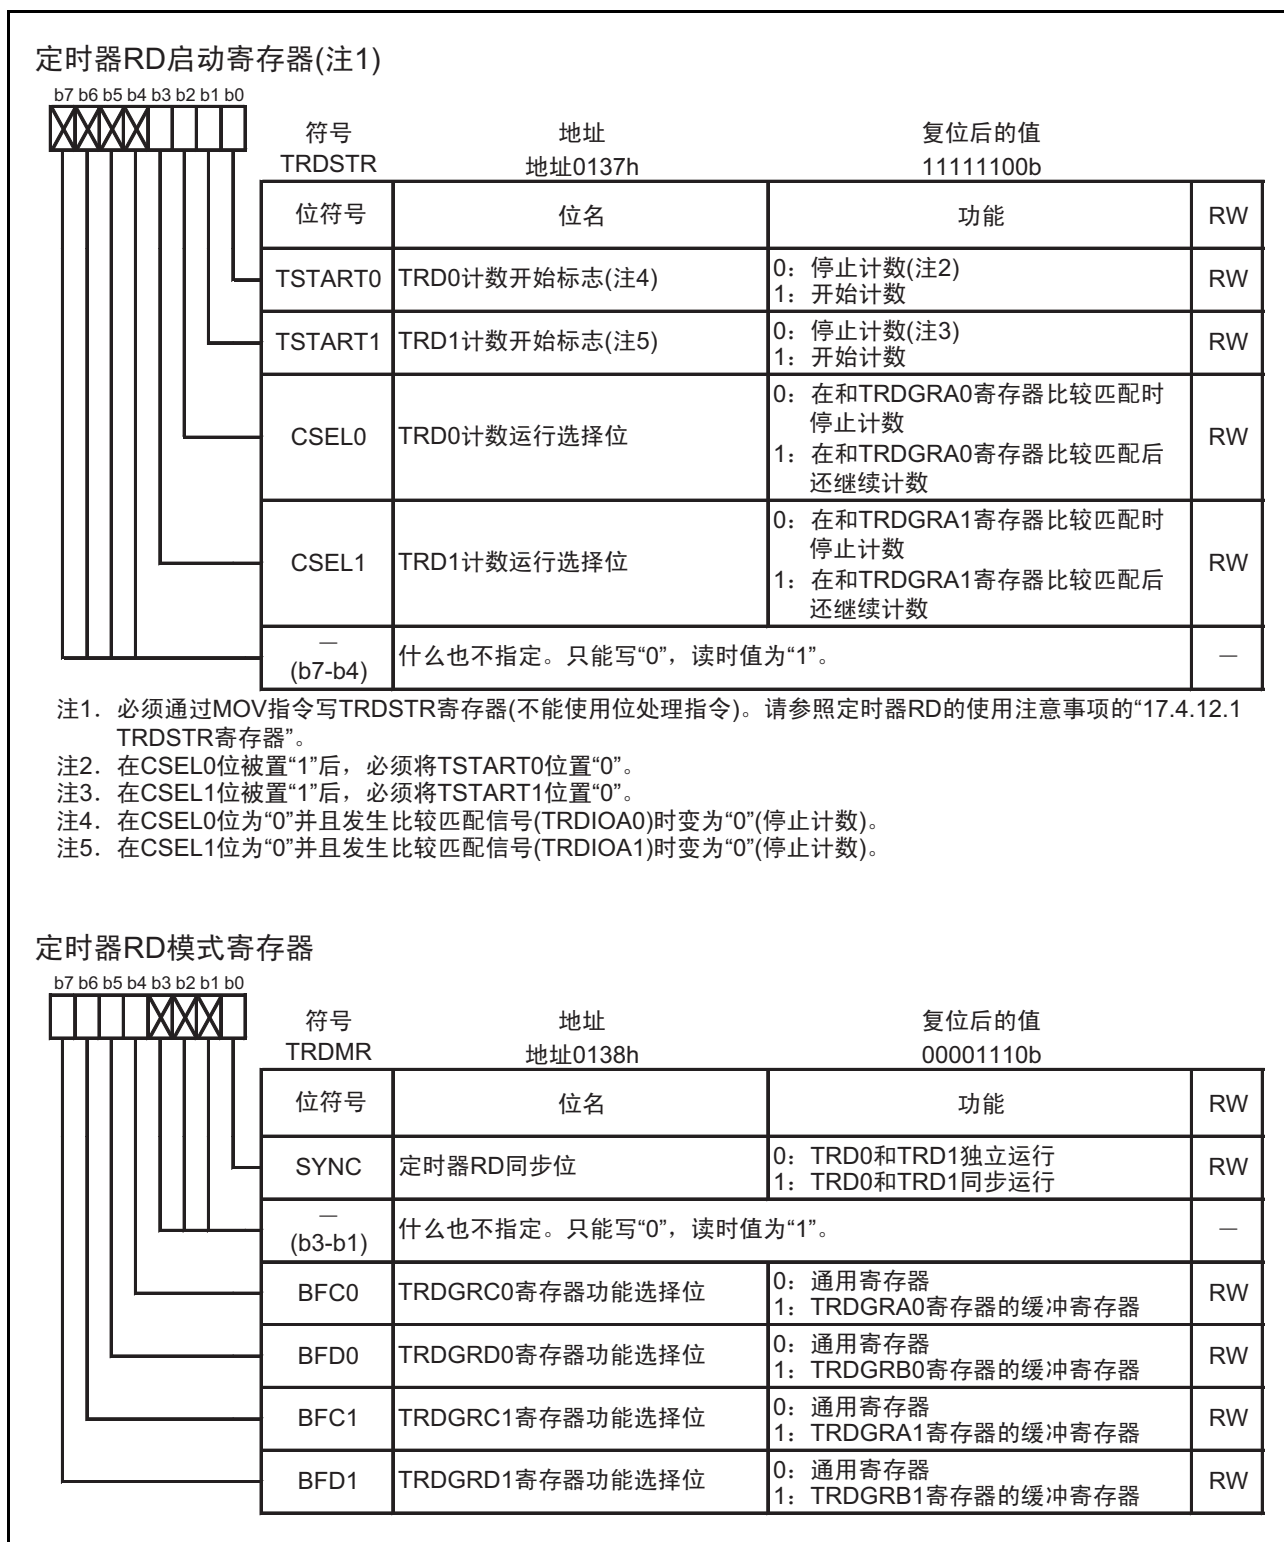 定时器RD启动寄存器(注1)
b7 b6 b5 b4 b3 b2 b1 b0
符号 地址 复位后的值
TRDSTR 地址0137h 11111100b
位符号 位名 功能 RW
TSTART0 TRD0计数开始标志(注4) 0：停止计数(注2) RW
1：开始计数
TSTART1 TRD1计数开始标志(注5) 0：停止计数(注3) RW
1：开始计数
CSEL0 TRD0计数运行选择位 0：在和TRDGRA0寄存器比较匹配时 RW
停止计数
1：在和TRDGRA0寄存器比较匹配后
还继续计数
CSEL1 TRD1计数运行选择位 0：在和TRDGRA1寄存器比较匹配时 RW
停止计数
1：在和TRDGRA1寄存器比较匹配后
还继续计数
—
(b7-b4) 什么也不指定。只能写“0”，读时值为“1”。 —
注1. 必须通过MOV指令写TRDSTR寄存器(不能使用位处理指令)。请参照定时器RD的使用注意事项的“17.4.12.1
TRDSTR寄存器”。
注2. 在CSEL0位被置“1”后，必须将TSTART0位置“0”。
注3. 在CSEL1位被置“1”后，必须将TSTART1位置“0”。
注4. 在CSEL0位为“0”并且发生比较匹配信号(TRDIOA0)时变为“0”(停止计数)。
注5. 在CSEL1位为“0”并且发生比较匹配信号(TRDIOA1)时变为“0”(停止计数)。
定时器RD模式寄存器
b7 b6 b5 b4 b3 b2 b1 b0
符号 地址 复位后的值
TRDMR 地址0138h 00001110b
位符号 位名 功能 RW
SYNC 定时器RD同步位 0：TRD0和TRD1独立运行 RW
1：TRD0和TRD1同步运行
—
(b3-b1) 什么也不指定。只能写“0”，读时值为“1”。 —
BFC0 TRDGRC0寄存器功能选择位 0：通用寄存器 RW
1：TRDGRA0寄存器的缓冲寄存器
BFD0 TRDGRD0寄存器功能选择位 0：通用寄存器 RW
1：TRDGRB0寄存器的缓冲寄存器
BFC1 TRDGRC1寄存器功能选择位 0：通用寄存器 RW
1：TRDGRA1寄存器的缓冲寄存器
BFD1 TRDGRD1寄存器功能选择位 0：通用寄存器 RW
1：TRDGRB1寄存器的缓冲寄存器